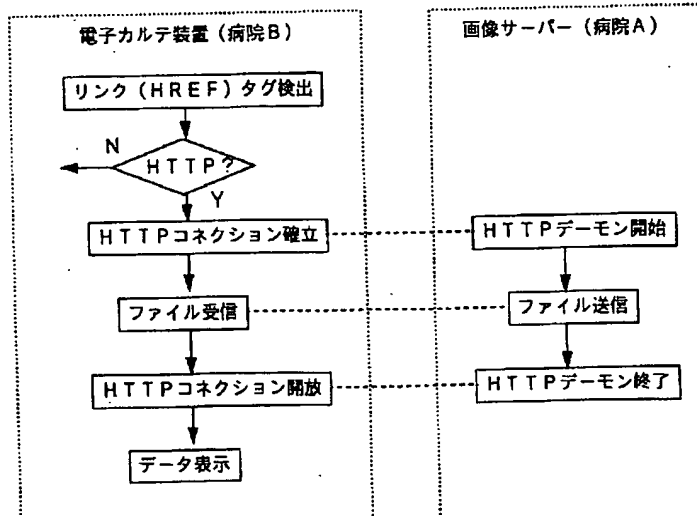 電子カルテ装置（病院B）
リンク（HREF）タグ検出
N
HTTP？
Y
HTTPコネクション確立
ファイル受信
HTTPコネクション開放
データ表示
画像サーバー（病院A）
HTTPデーモン開始
ファイル送信
HTTPデーモン終了